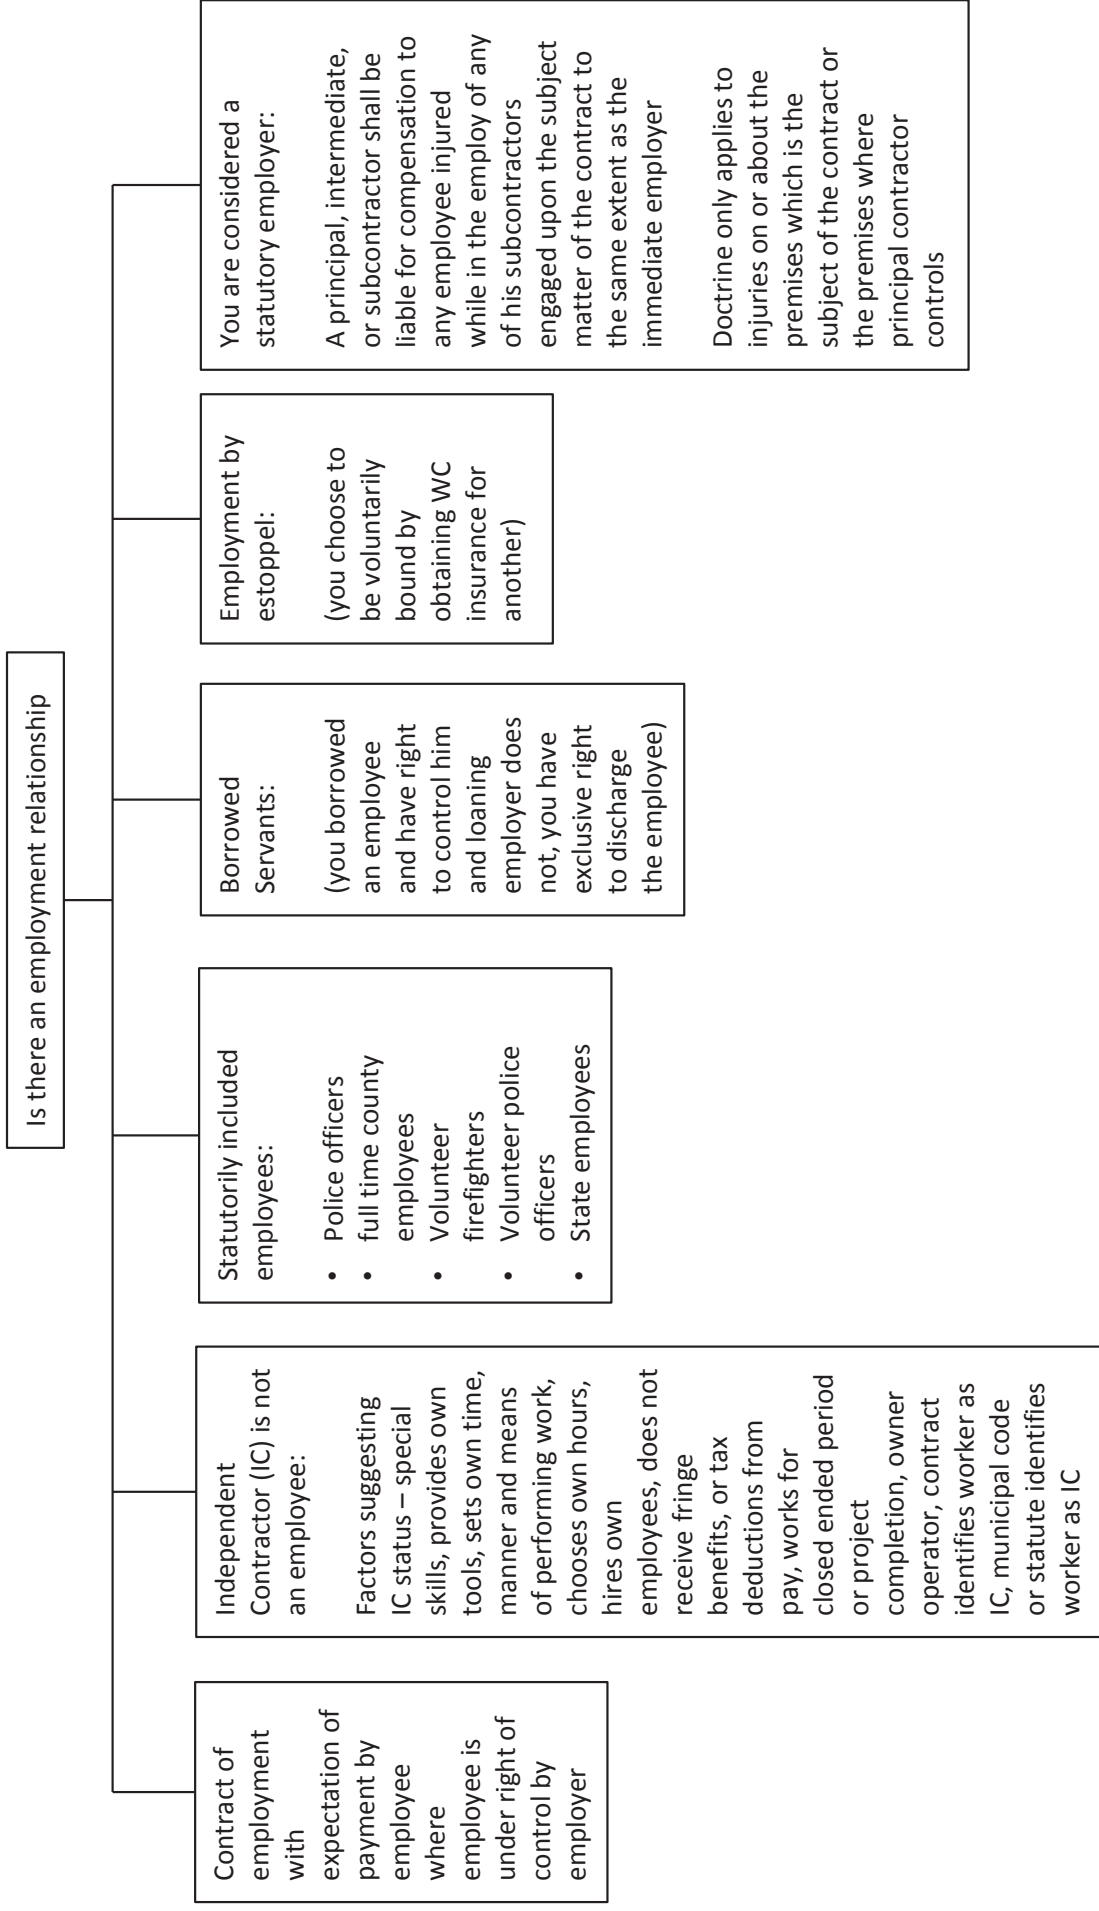 Is there an employment relationship
Contract of
employment
with
expectation of
payment by
employee
where
employee is
under right of
control by
employer
Independent
Contractor (IC) is not
an employee:
Factors suggesting
IC status – special
skills, provides own
tools, sets own time,
manner and means
of performing work,
chooses own hours,
hires own
employees, does not
receive fringe
benefits, or tax
deductions from
pay, works for
closed ended period
or project
completion, owner
operator, contract
identifies worker as
IC, municipal code
or statute identifies
worker as IC
Statutorily included
employees:
• Police officers
• full time county
employees
• Volunteer
firefighters
• Volunteer police
officers
• State employees
Borrowed
Servants:
(you borrowed
an employee
and have right
to control him
and loaning
employer does
not, you have
exclusive right
to discharge
the employee)
Employment by
estoppel:
(you choose to
be voluntarily
bound by
obtaining WC
insurance for
another)
You are considered a
statutory employer:
A principal, intermediate,
or subcontractor shall be
liable for compensation to
any employee injured
while in the employ of any
of his subcontractors
engaged upon the subject
matter of the contract to
the same extent as the
immediate employer
Doctrine only applies to
injuries on or about the
premises which is the
subject of the contract or
the premises where
principal contractor
controls